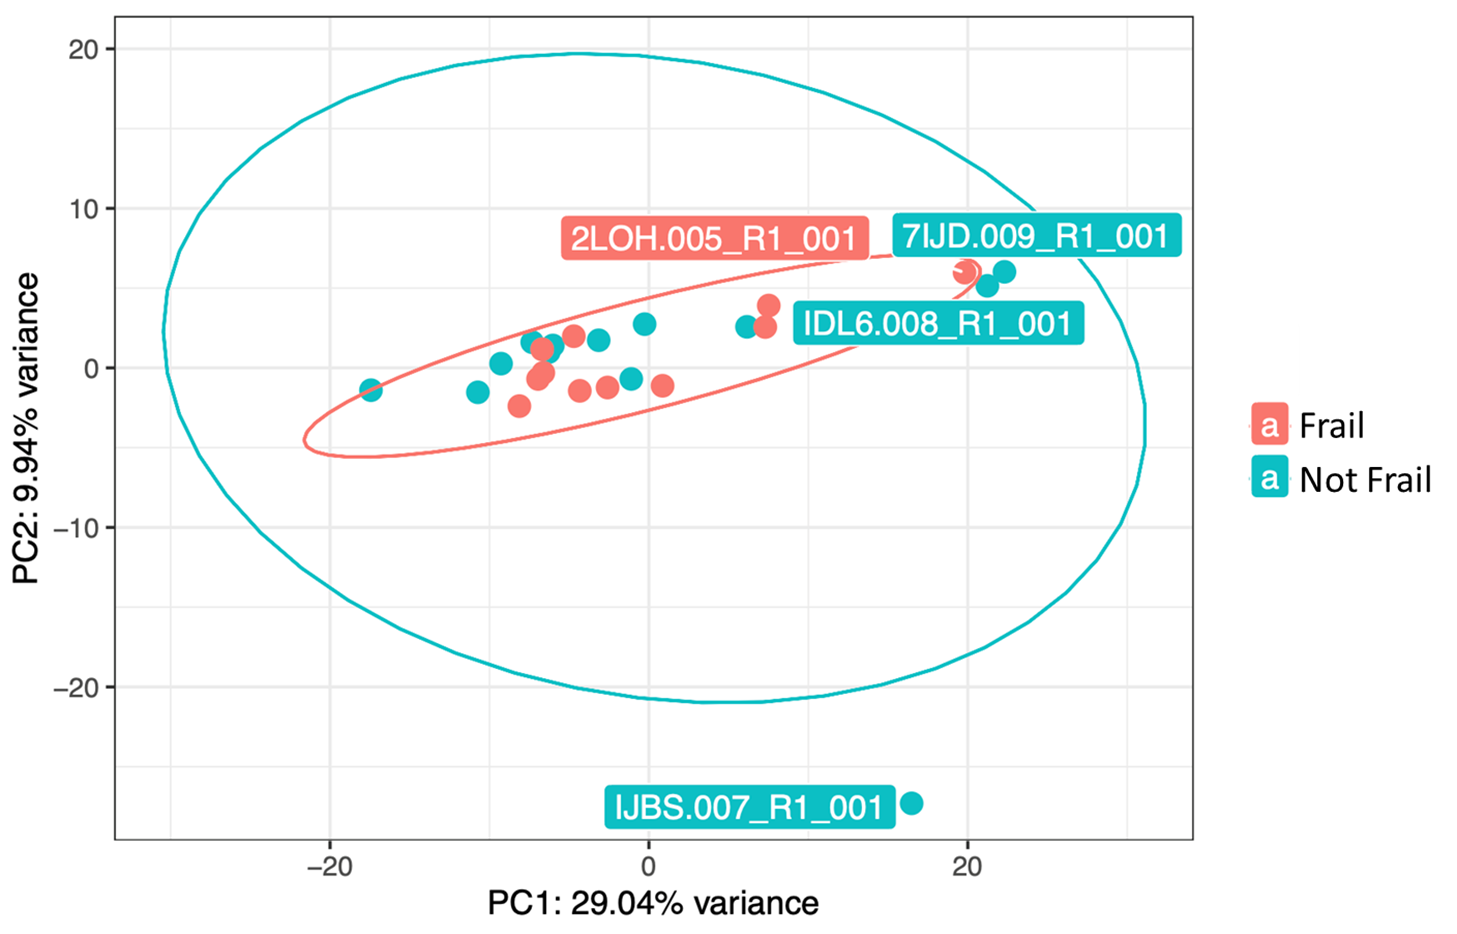 20
10
0
−10
−20
PC2: 9.94% variance
2LOH.005_R1_001
7IJD.009_R1_001
IDL6.008_R1_001
IJBS.007_R1_001
−20 0 20
PC1: 29.04% variance
a Frail
a Not Frail